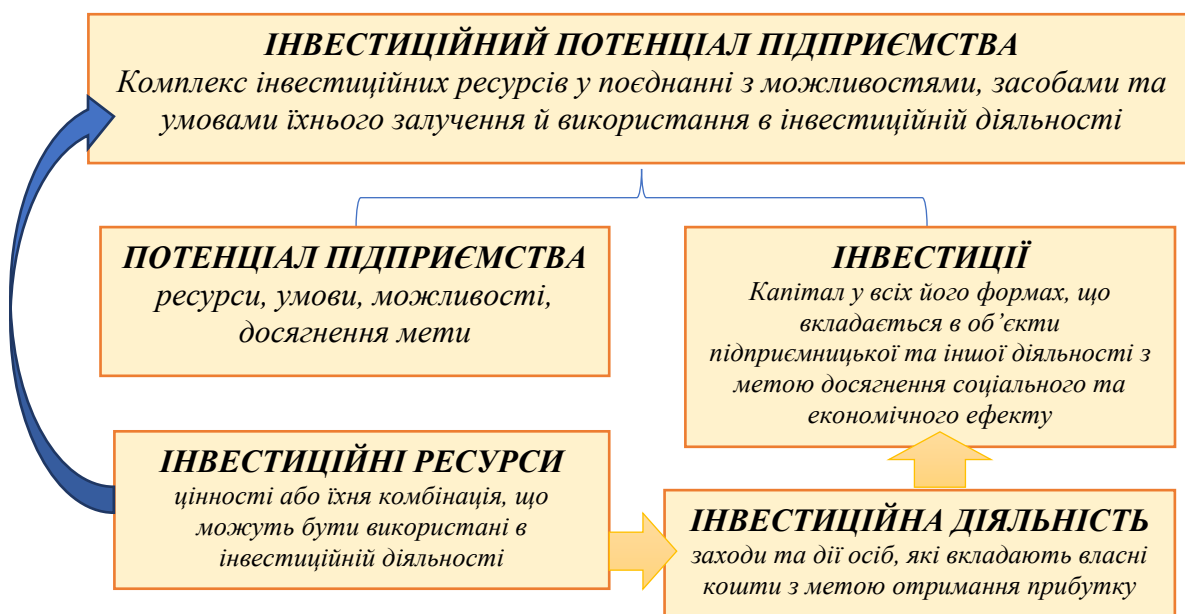 ІНВЕСТИЦІЙНИЙ ПОТЕНЦІАЛ ПІДПРИЄМСТВА
Комплекс інвестиційних ресурсів у поєднанні з можливостями, засобами та
умовами їхнього залучення й використання в інвестиційній діяльності
ПОТЕНЦІАЛ ПІДПРИЄМСТВА
ресурси, умови, можливості,
досягнення мети
ІНВЕСТИЦІЇ
Капітал у всіх його формах, що
вкладається в об’єкти
підприємницької та іншої діяльності з
метою досягнення соціального та
економічного ефекту
ІНВЕСТИЦІЙНІ РЕСУРСИ
цінності або їхня комбінація, що
можуть бути використані в
інвестиційній діяльності
ІНВЕСТИЦІЙНА ДІЯЛЬНІСТЬ
заходи та дії осіб, які вкладають власні
кошти з метою отримання прибутку